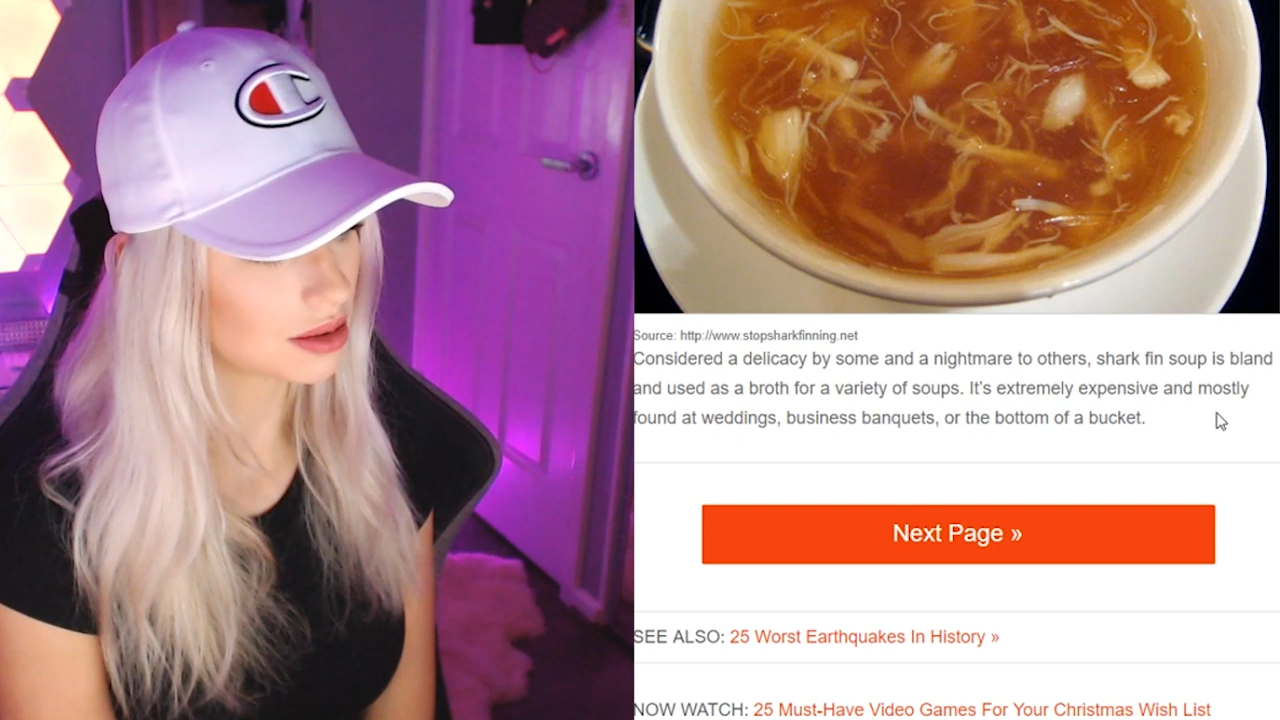 Source: http://www.stopsharkfinning.net
Considered a delicacy by some and a nightmare to others, shark fin soup is bland
and used as a broth for a variety of soups. It’s extremely expensive and mostly
found at weddings, business banquets, or the bottom of a bucket.
Next Page »
SEE ALSO: 25 Worst Earthquakes In History »
NOW WATCH: 25 Must-Have Video Games For Your Christmas Wish List